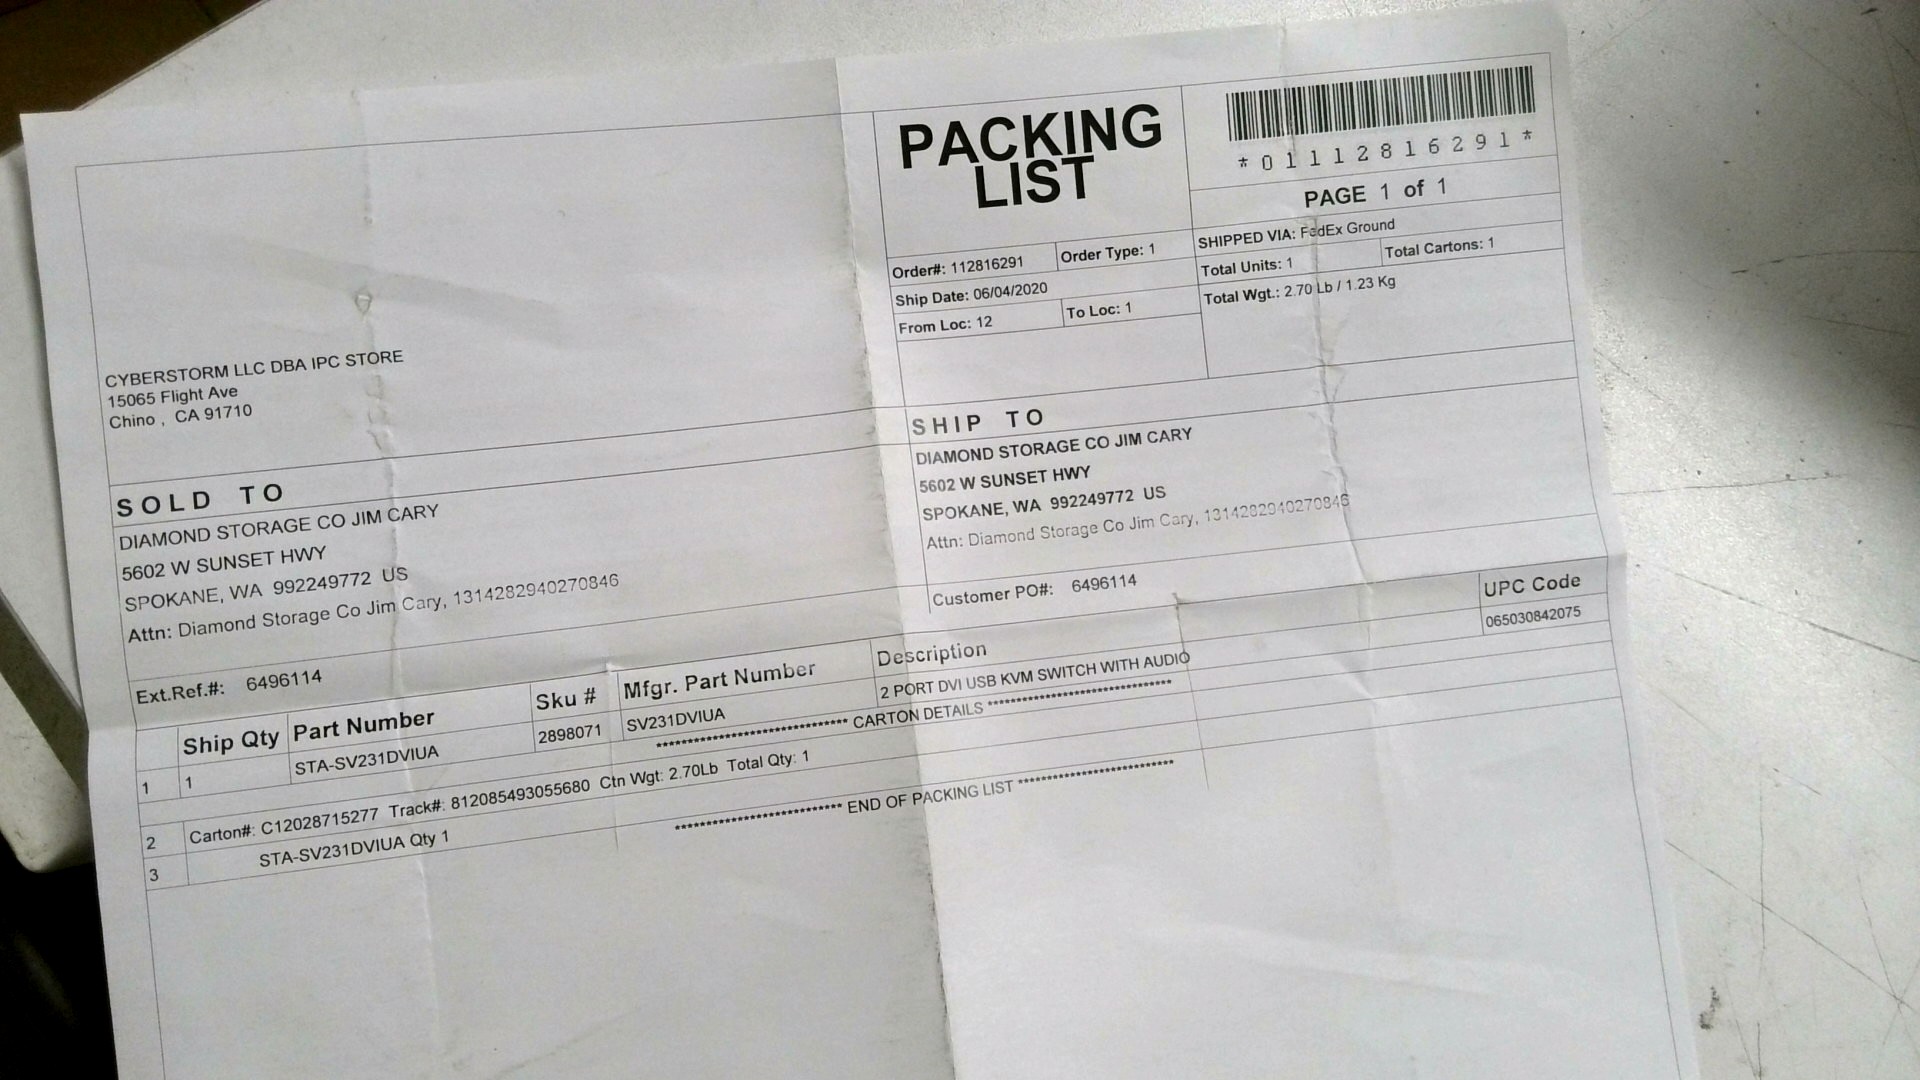 PACKING
LIST
*01112816291*
PAGE 1 of 1
Order#: 112816291
Order Type: 1
SHIPPED VIA: FedEx Ground
Ship Date: 06/04/2020
Total Units: 1
Total Cartons: 1
From Loc: 12
To Loc: 1
Total Wgt.: 2.70 Lb / 1.23 Kg
CYBERSTORM LLC DBA IPC STORE
15065 Flight Ave
Chino , CA 91710
SOLD TO
DIAMOND STORAGE CO JIM CARY
5602 W SUNSET HWY
SPOKANE, WA 992249772 US
Attn: Diamond Storage Co Jim Cary, 1314282940270846
SHIP TO
DIAMOND STORAGE CO JIM CARY
5602 W SUNSET HWY
SPOKANE, WA 992249772 US
Attn: Diamond Storage Co Jim Cary, 1314282940270846
Ext.Ref.#: 6496114
Customer PO#: 6496114
Ship Qty Part Number Sku # Mfgr. Part Number Description UPC Code
1 1 STA-SV231DVIUA 2898071 SV231DVIUA 2 PORT DVI USB KVM SWITCH WITH AUDIO 065030842075
****************************** CARTON DETAILS ******************************
2 Carton#: C12028715277 Track#: 812085493055680 Ctn Wgt: 2.70Lb Total Qty: 1
3 STA-SV231DVIUA Qty 1
**************************** END OF PACKING LIST ****************************